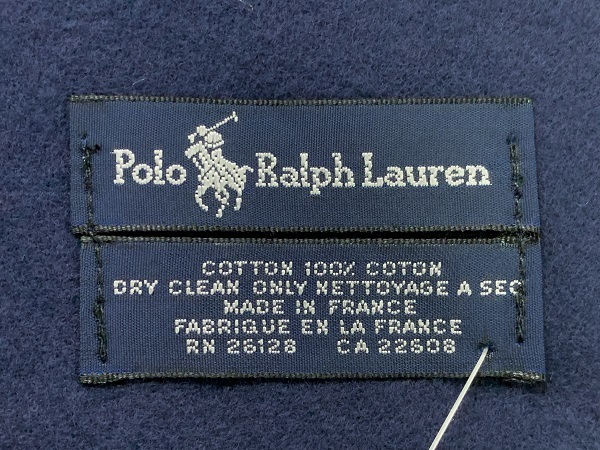 Polo Ralph Lauren
COTTON 100% COTON
DRY CLEAN ONLY NETTOYAGE A SEC
MADE IN FRANCE
FABRIQUE EN LA FRANCE
RN 26128 CA 22608